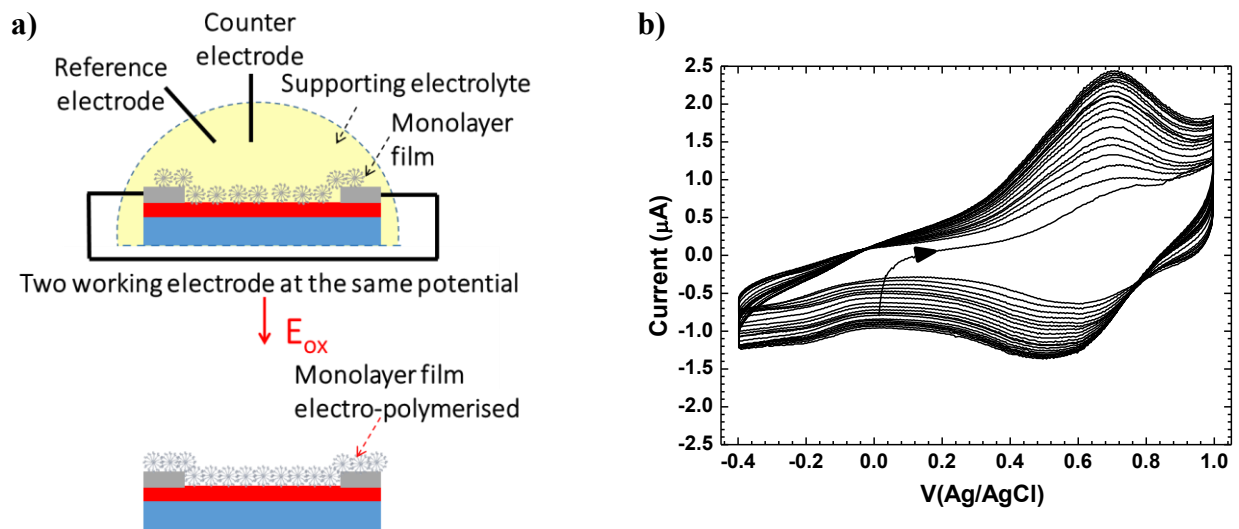 a)
Counter
electrode
Reference
electrode
Supporting electrolyte
Monolayer
film
Two working electrode at the same potential
Eox
Monolayer film
electro-polymerised
b)
2.5
2.0
1.5
1.0
0.5
0.0
-0.5
-1.0
-1.5
-2.0
-2.5
Current (μA)
-0.4 -0.2 0.0 0.2 0.4 0.6 0.8 1.0
V(Ag/AgCl)